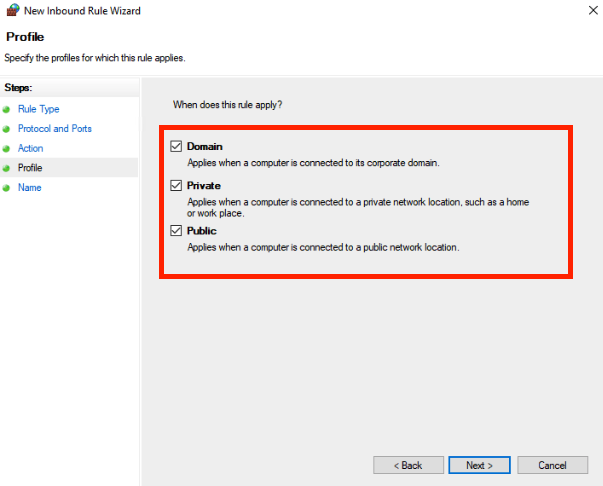 New Inbound Rule Wizard
Profile
Specify the profiles for which this rule applies.
Steps:
Rule Type
Protocol and Ports
Action
Profile
Name
When does this rule apply?
Domain
Applies when a computer is connected to its corporate domain.
Private
Applies when a computer is connected to a private network location, such as a home
or work place.
Public
Applies when a computer is connected to a public network location.
< Back
Next >
Cancel